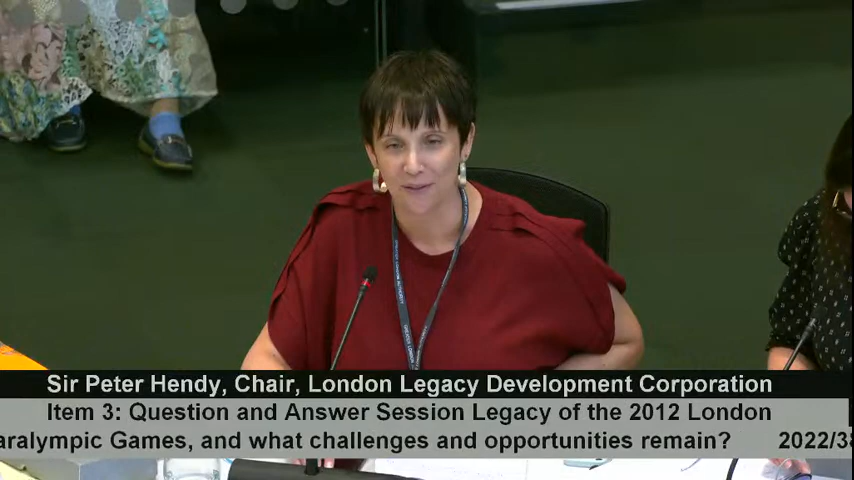 Sir Peter Hendy, Chair, London Legacy Development Corporation
Item 3: Question and Answer Session Legacy of the 2012 London
aralympic Games, and what challenges and opportunities remain? 2022/38